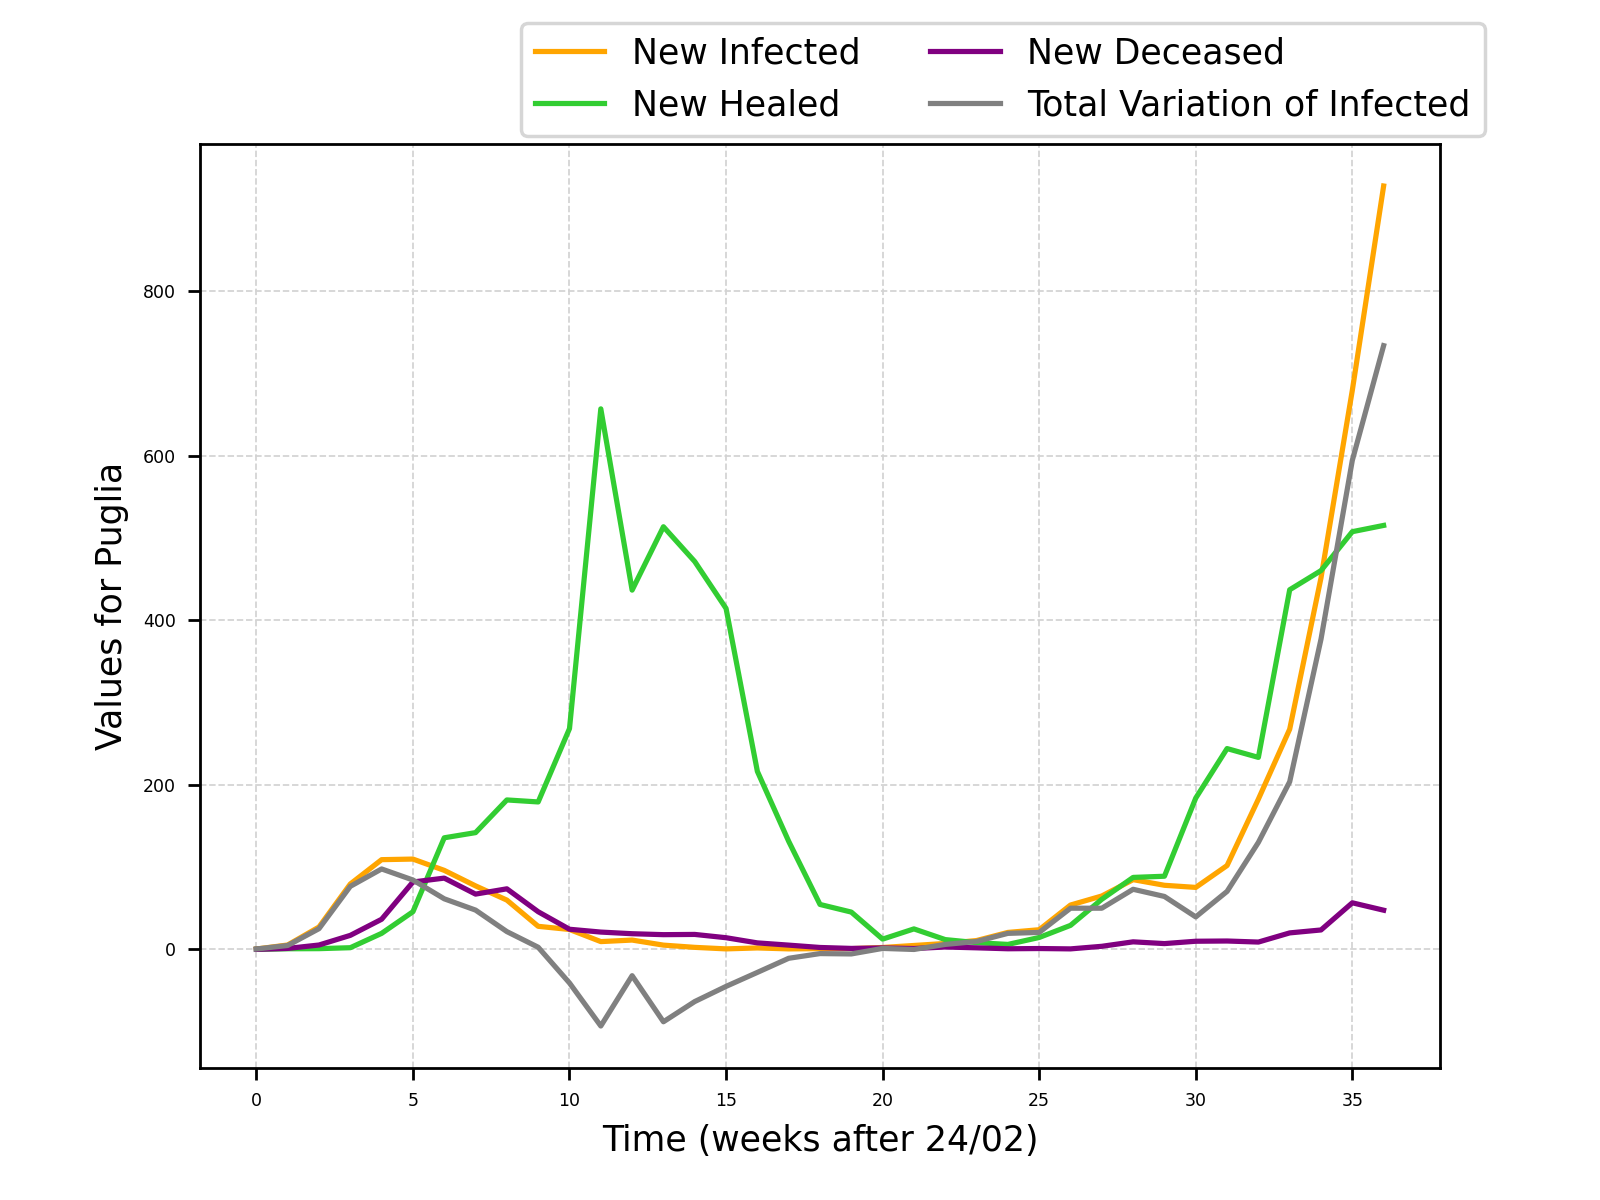 New Infected
New Healed
New Deceased
Total Variation of Infected
Values for Puglia
800
600
400
200
0
0 5 10 15 20 25 30 35
Time (weeks after 24/02)